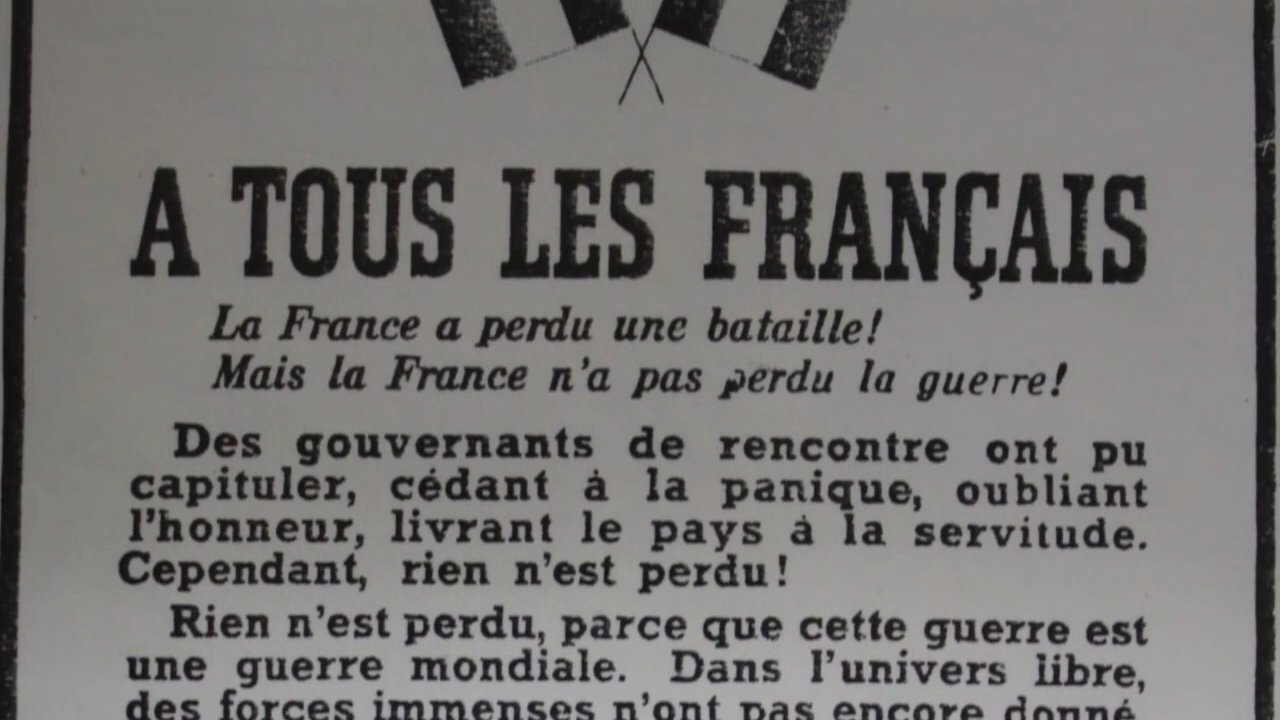 A TOUS LES FRANÇAIS
La France a perdu une bataille!
Mais la France n'a pas perdu la guerre!
Des gouvernants de rencontre ont pu
capituler, cédant à la panique, oubliant
l'honneur, livrant le pays à la servitude.
Cependant, rien n'est perdu!
Rien n'est perdu, parce que cette guerre est
une guerre mondiale. Dans l'univers libre,
des forces immenses n'ont pas encore donné.